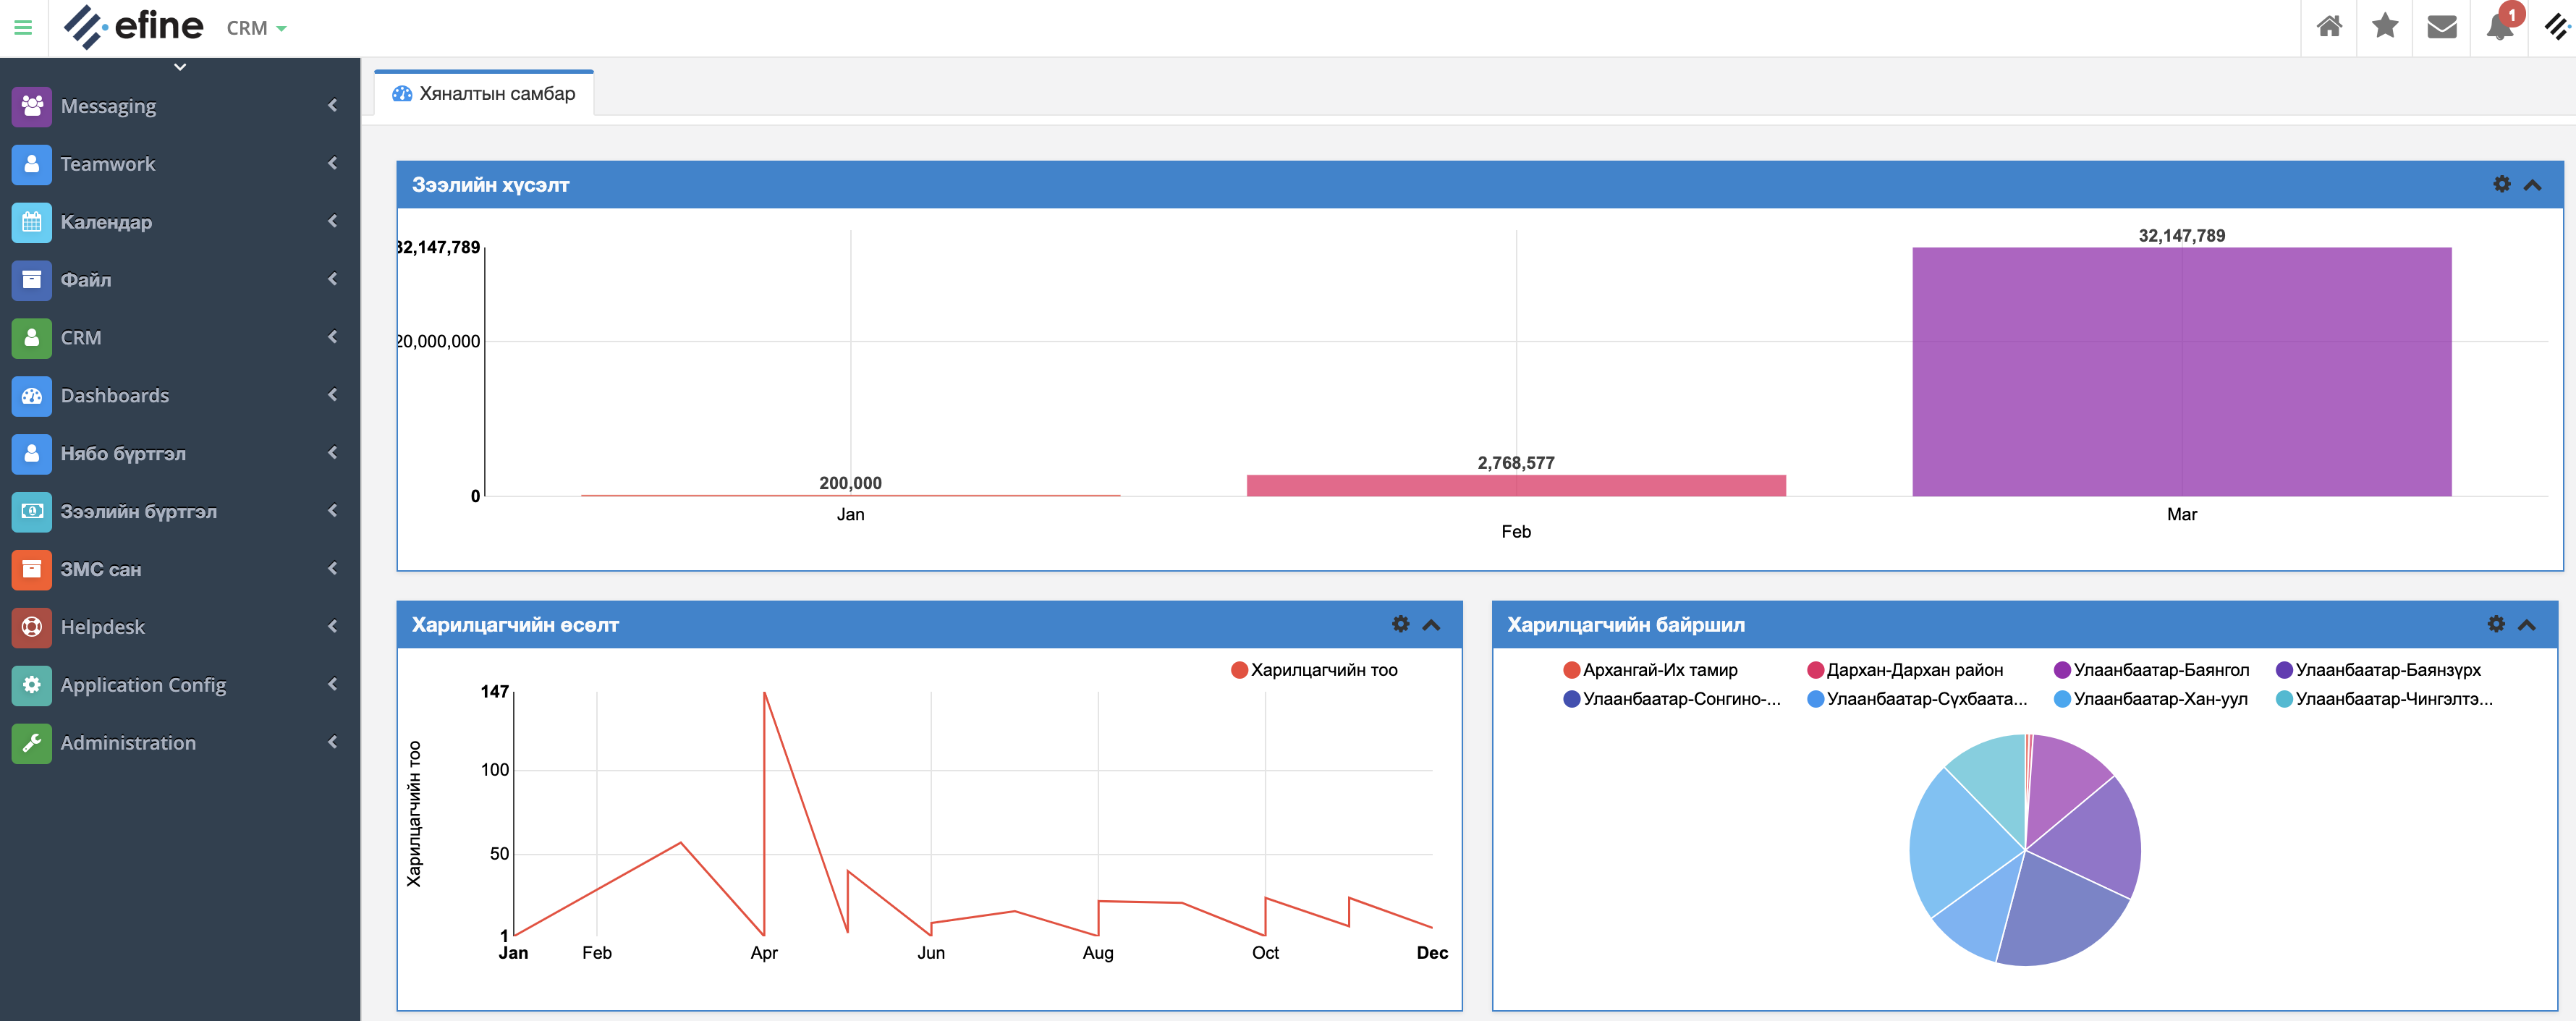 efine CRM
1
Messaging
Teamwork
Календар
Файл
CRM
Dashboards
Нябо бүртгэл
Зээлийн бүртгэл
ЗМС сан
Helpdesk
Application Config
Administration
Хяналтын самбар
Зээлийн хүсэлт
32,147,789
32,147,789
20,000,000
2,768,577
200,000
0
Jan
Feb
Mar
Харилцагчийн өсөлт
Харилцагчийн тоо
147
100
50
1
Харилцагчийн тоо
Jan Feb Apr Jun Aug Oct Dec
Харилцагчийн байршил
Архангай-Их тамир Дархан-Дархан район Улаанбаатар-Баянгол Улаанбаатар-Баянзүрх
Улаанбаатар-Сонгино-... Улаанбаатар-Сүхбаата... Улаанбаатар-Хан-уул Улаанбаатар-Чингэлтэ...